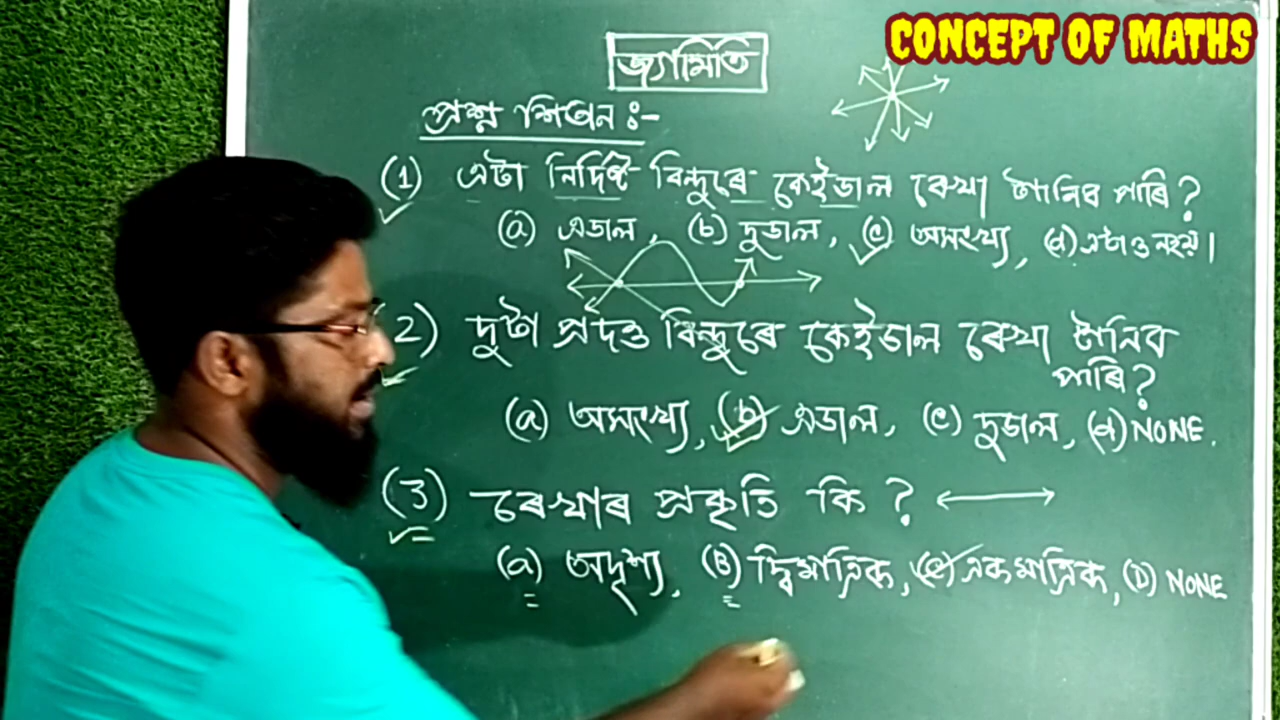 CONCEPT OF MATHS
জ্যামিতি
প্ৰশ্ন শিতান :-
(1) এটা নিৰ্দিষ্ট বিন্দুৰে কেইডাল ৰেখা টানিব পাৰি ?
(a) এডাল, (b) দুডাল, (c) অসংখ্য, (d) এটাও নহয়।
(2) দুটা প্ৰদত্ত বিন্দুৰে কেইডাল ৰেখা টানিব
পাৰি ?
(a) অসংখ্য, (b) এডাল, (c) দুডাল, (d) NONE.
(3) ৰেখাৰ প্ৰকৃতি কি ?
(a) অদৃশ্য, (B) দ্বিমাত্ৰিক, (c) একমাত্ৰিক, (D) NONE